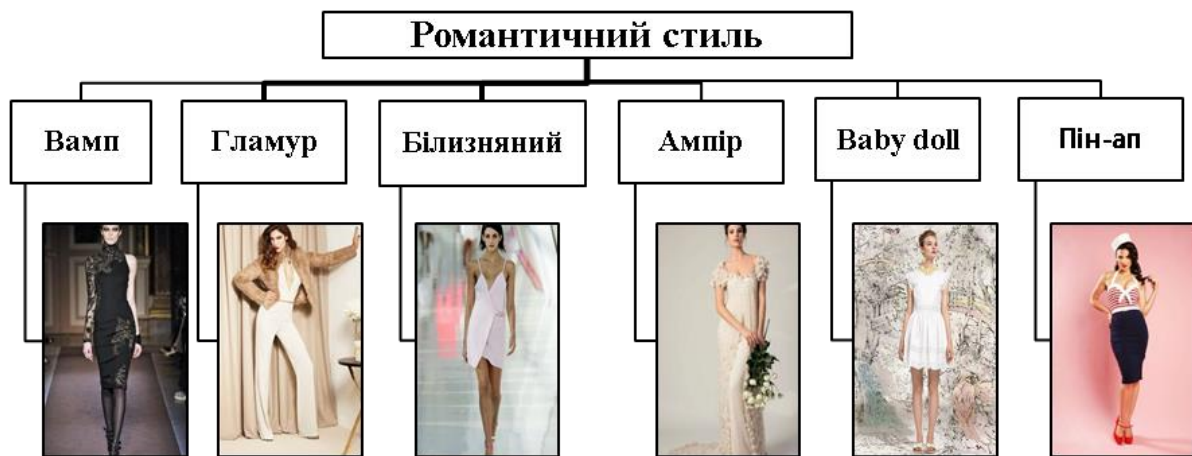 Романтичний стиль
Вамп
Гламур
Білизняний
Ампір
Baby doll
Пін-ап